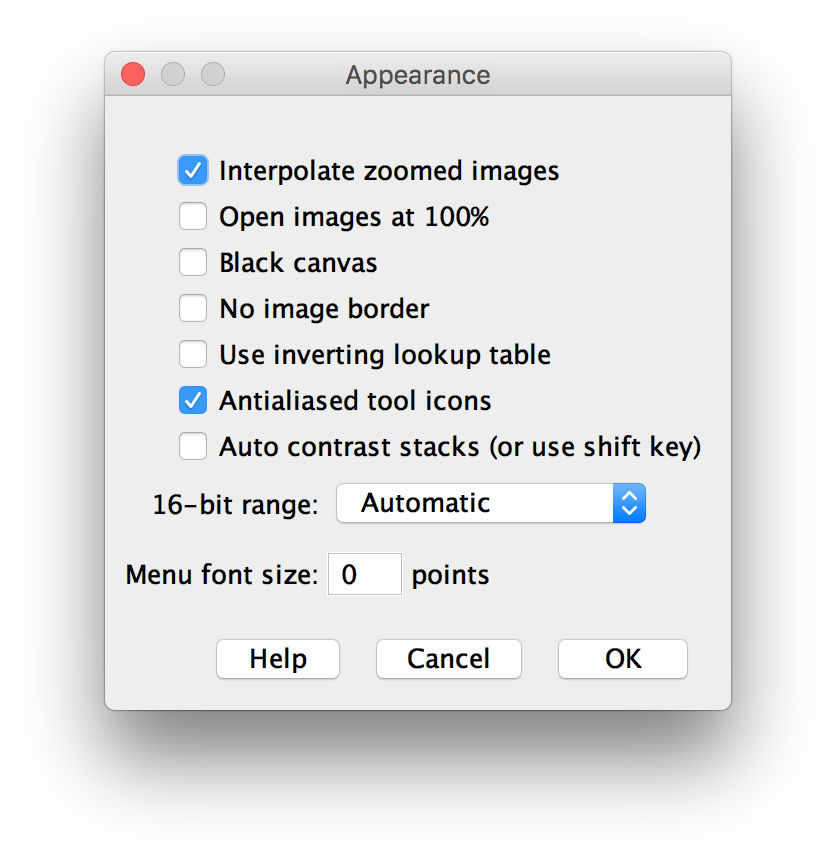 Appearance
Interpolate zoomed images
Open images at 100%
Black canvas
No image border
Use inverting lookup table
Antialiased tool icons
Auto contrast stacks (or use shift key)
16-bit range: Automatic
Menu font size: 0 points
Help Cancel OK